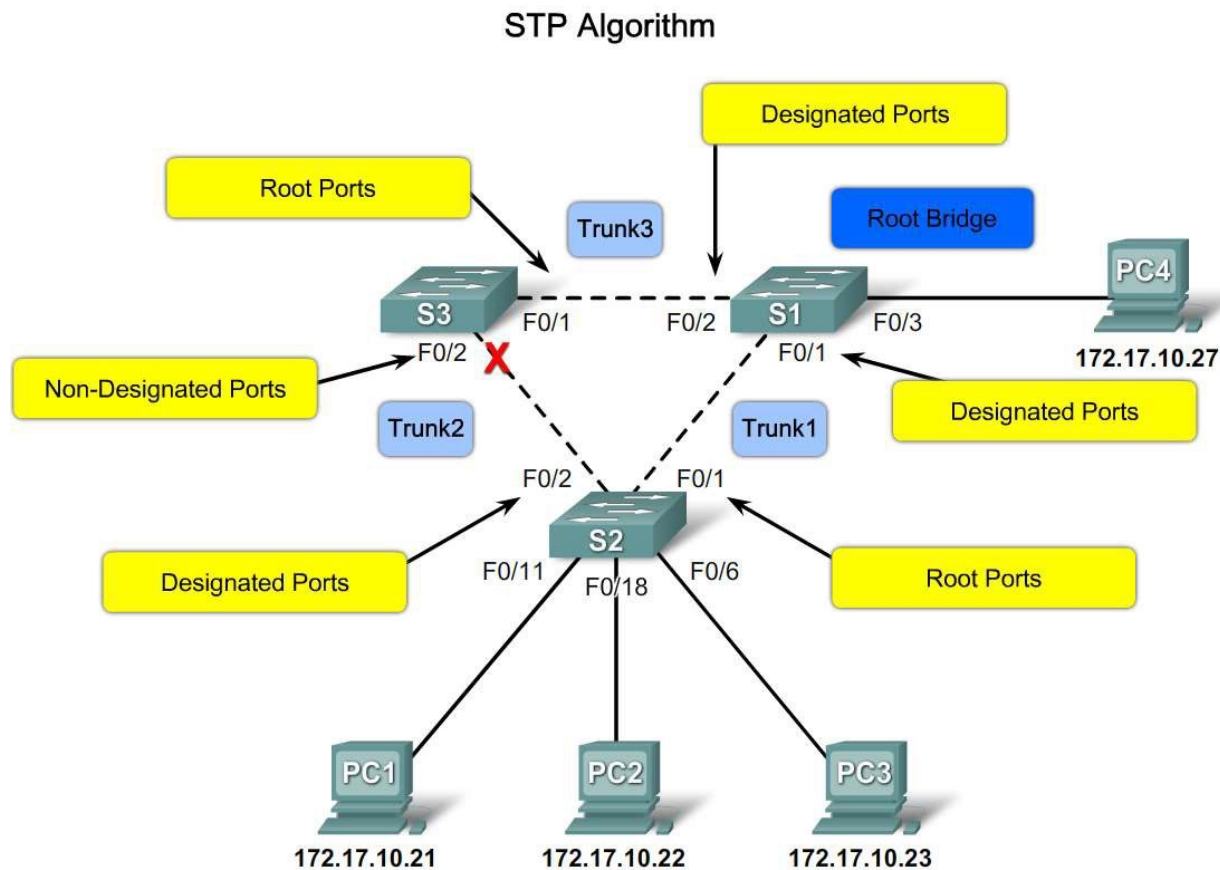 STP Algorithm
Designated Ports
Root Ports
Trunk3
Root Bridge
PC4
S3
S1
F0/1
F0/2
F0/3
F0/2
F0/1
172.17.10.27
Non-Designated Ports
Designated Ports
Trunk2
Trunk1
F0/2
F0/1
S2
Designated Ports
Root Ports
F0/11
F0/18
F0/6
PC1
PC2
PC3
172.17.10.21
172.17.10.22
172.17.10.23